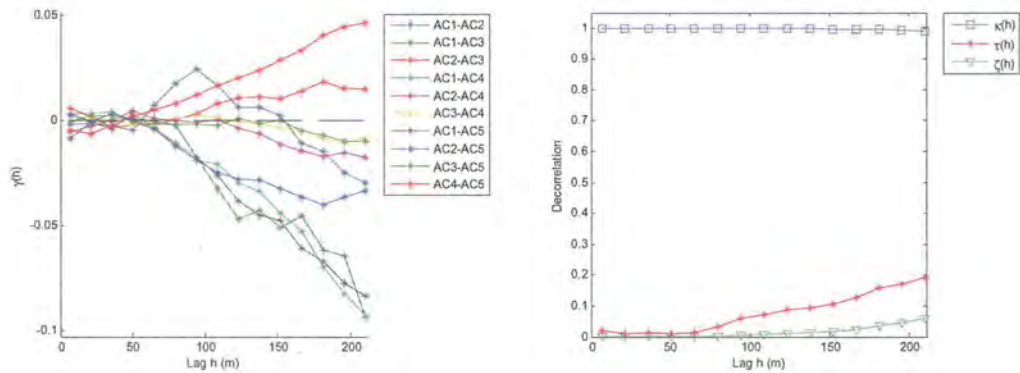 0.05
0
-0.05
-0.1
γ(h)
0 50 100 150 200
Lag h (m)
AC1-AC2
AC1-AC3
AC2-AC3
AC1-AC4
AC2-AC4
AC3-AC4
AC1-AC5
AC2-AC5
AC3-AC5
AC4-AC5
1
0.9
0.8
0.7
0.6
0.5
0.4
0.3
0.2
0.1
0
Decorrelation
0 50 100 150 200
Lag h (m)
κ(h)
τ(h)
ζ(h)